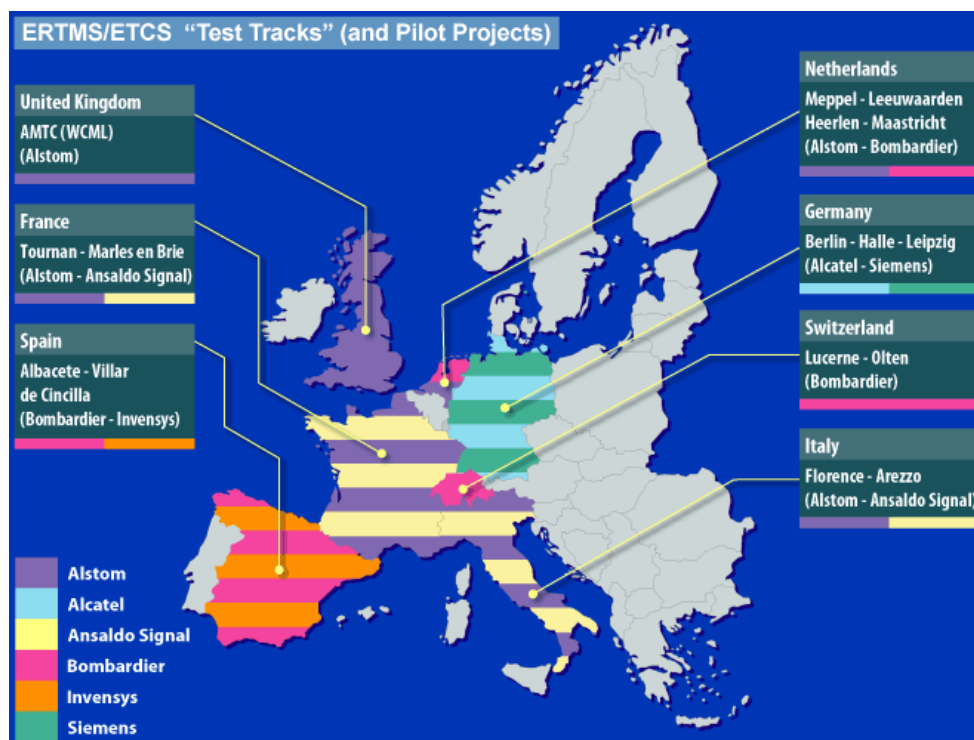 ERTMS/ETCS "Test Tracks" (and Pilot Projects)
United Kingdom
AMTC (WCML)
(Alstom)
France
Tournan - Marles en Brie
(Alstom - Ansaldo Signal)
Spain
Albacete - Villar
de Cincilla
(Bombardier - Invensys)
Netherlands
Meppel - Leeuwaarden
Heerlen - Maastricht
(Alstom - Bombardier)
Germany
Berlin - Halle - Leipzig
(Alcatel - Siemens)
Switzerland
Lucerne - Olten
(Bombardier)
Italy
Florence - Arezzo
(Alstom - Ansaldo Signal)
Alstom
Alcatel
Ansaldo Signal
Bombardier
Invensys
Siemens